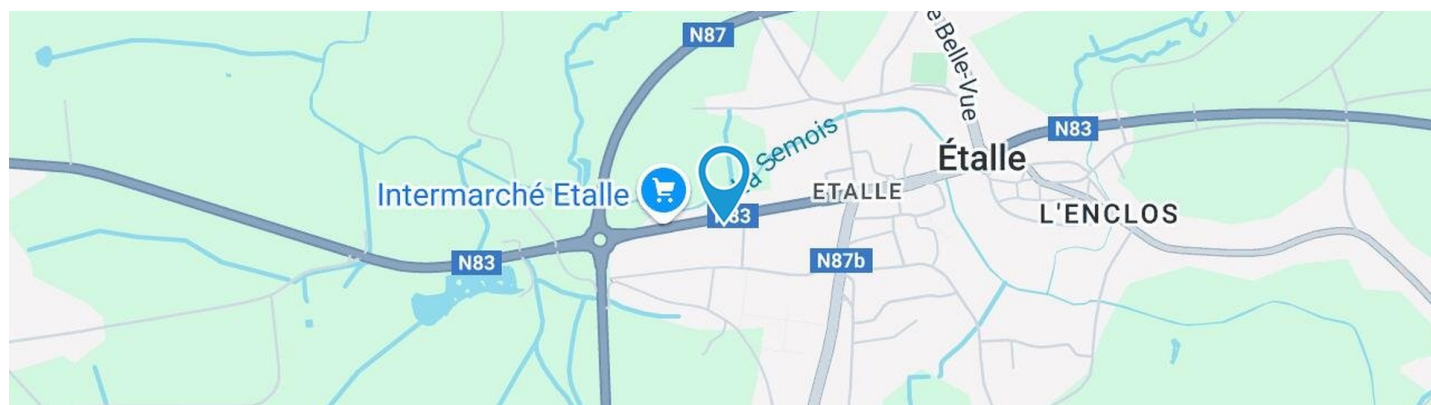 N87
e Belle-Vue
N83
La Semois
Étalle
Intermarché Etalle
ETALLE
N83
L'ENCLOS
N83
N87b